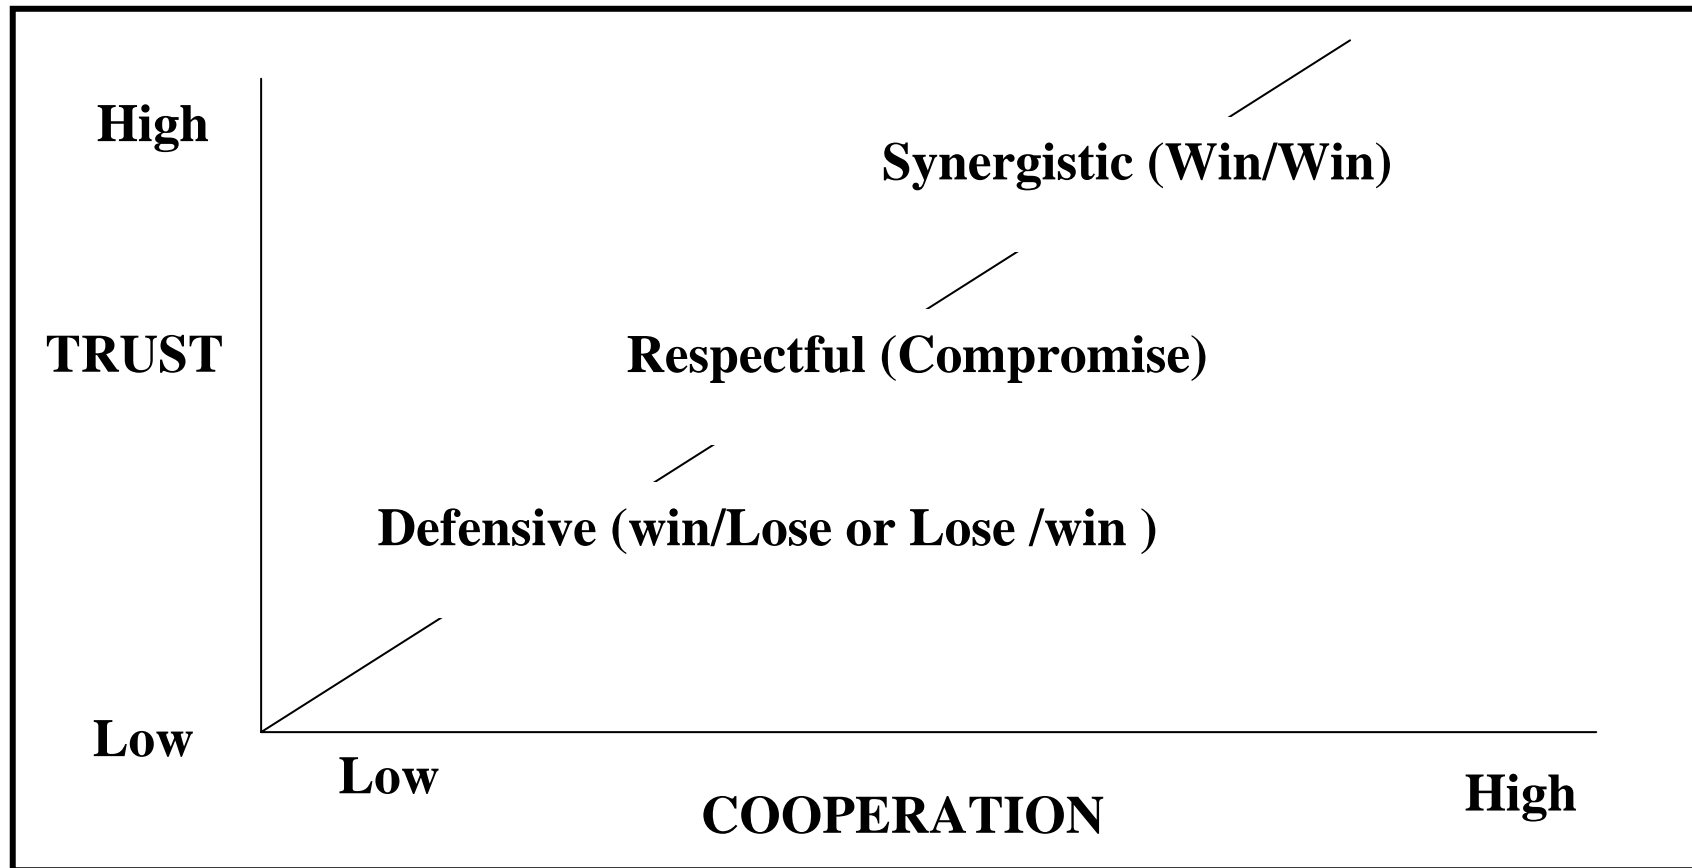 High
Synergistic (Win/Win)
TRUST
Respectful (Compromise)
Defensive (win/Lose or Lose /win )
Low
Low
COOPERATION
High